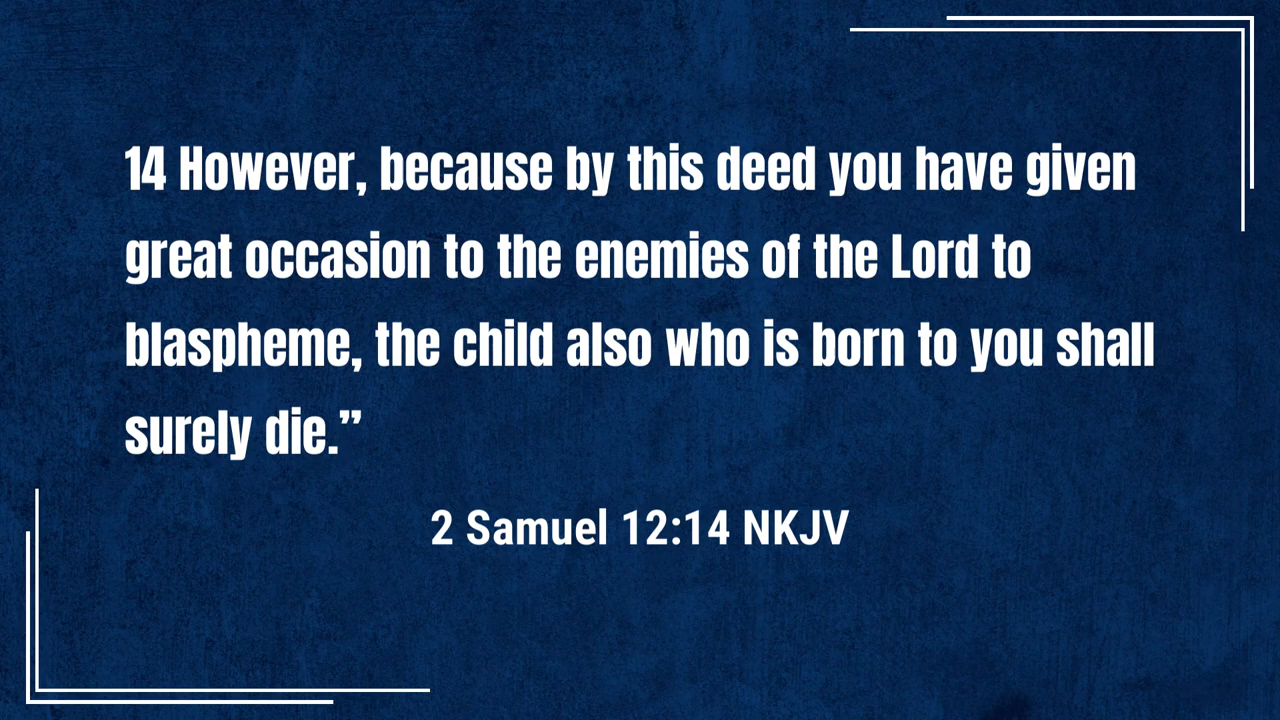 14 However, because by this deed you have given
great occasion to the enemies of the Lord to
blaspheme, the child also who is born to you shall
surely die.”
2 Samuel 12:14 NKJV